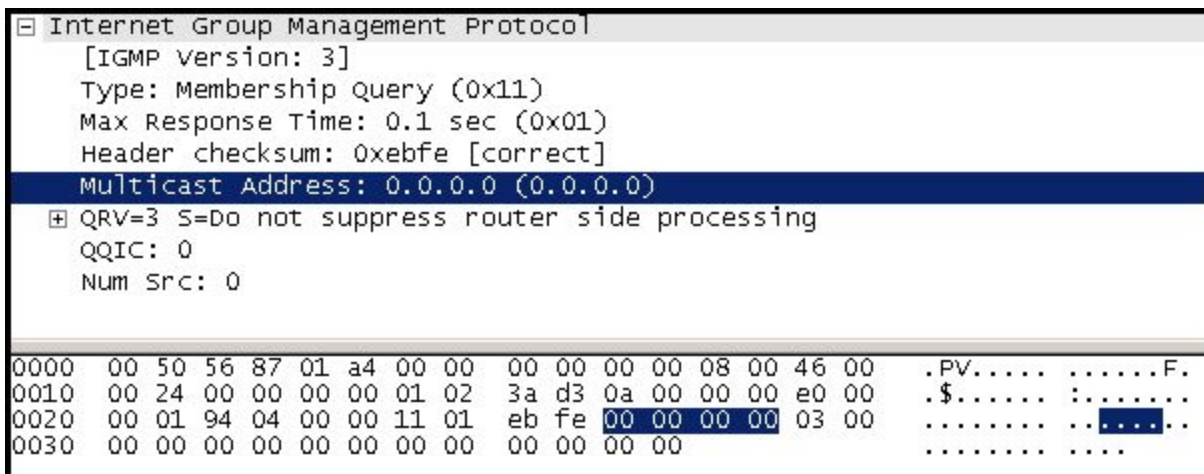 Internet Group Management Protocol
[IGMP Version: 3]
Type: Membership Query (0x11)
Max Response Time: 0.1 sec (0x01)
Header checksum: 0xebfe [correct]
Multicast Address: 0.0.0.0 (0.0.0.0)
QRV=3 S=Do not suppress router side processing
QQIC: 0
Num Src: 0
0000 00 50 56 87 01 a4 00 00 00 00 00 00 08 00 46 00 .PV..... ......F.
0010 00 24 00 00 00 00 01 02 3a d3 0a 00 00 00 e0 00 .$...... :.......
0020 00 01 94 04 00 00 11 01 eb fe 00 00 00 00 03 00 ........ ........
0030 00 00 00 00 00 00 00 00 00 00 00 00 ........ ....